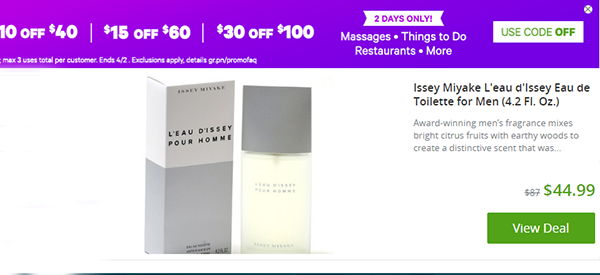 10 OFF $40 | $15 OFF $60 | $30 OFF $100
max 3 uses total per customer. Ends 4/2. Exclusions apply, details gr.pn/promofaq
2 DAYS ONLY!
Massages • Things to Do
Restaurants • More
USE CODE OFF
ISSEY MIYAKE
L'EAU D'ISSEY
POUR HOMME
L'EAU D'ISSEY
POUR HOMME
EAU DE TOILETTE
Issey Miyake L'eau d'Issey Eau de
Toilette for Men (4.2 Fl. Oz.)
Award-winning men's fragrance mixes
bright citrus fruits with earthy woods to
create a distinctive scent that was...
$87 $44.99
View Deal